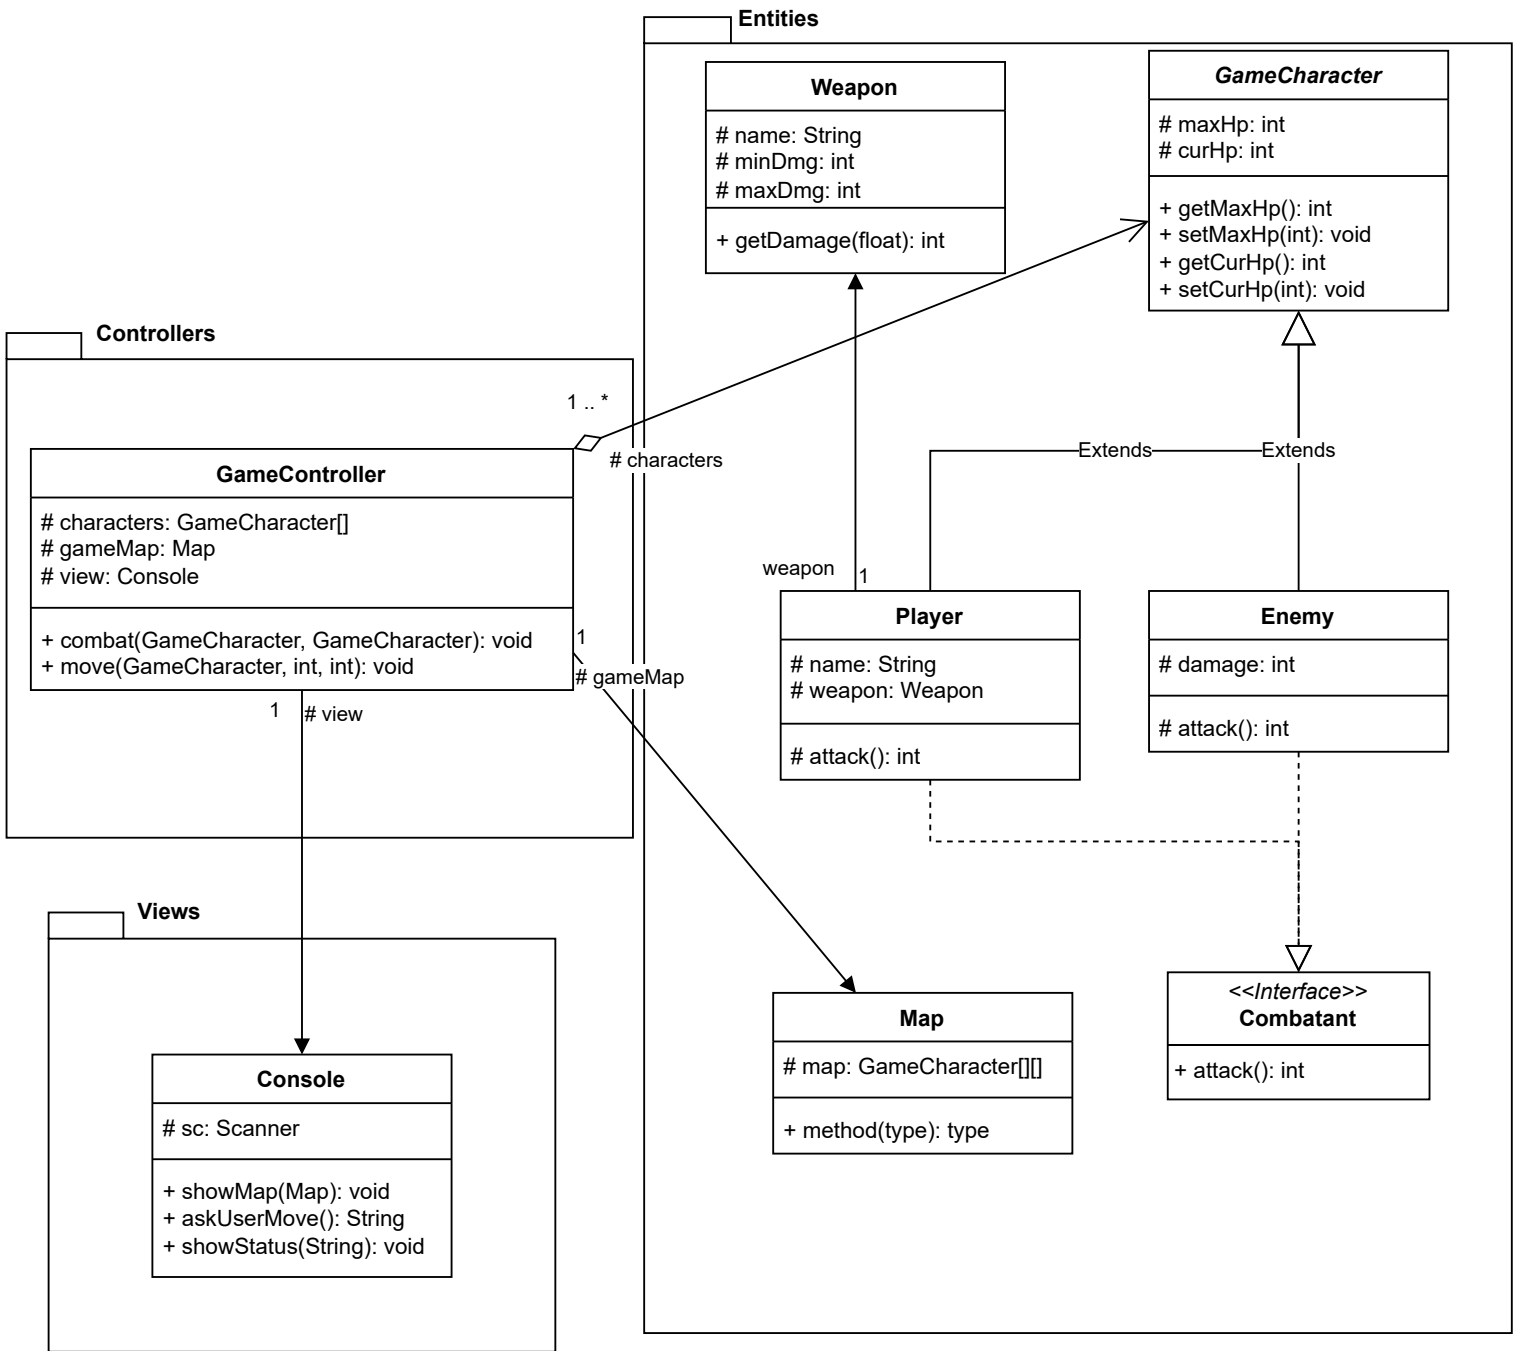 Entities
Weapon
# name: String
# minDmg: int
# maxDmg: int
+ getDamage(float): int
GameCharacter
# maxHp: int
# curHp: int
+ getMaxHp(): int
+ setMaxHp(int): void
+ getCurHp(): int
+ setCurHp(int): void
Controllers
1 .. *
# characters
GameController
# characters: GameCharacter[]
# gameMap: Map
# view: Console
+ combat(GameCharacter, GameCharacter): void
+ move(GameCharacter, int, int): void
1
# gameMap
1
# view
Extends
Extends
weapon
1
Player
# name: String
# weapon: Weapon
# attack(): int
Enemy
# damage: int
# attack(): int
Views
Console
# sc: Scanner
+ showMap(Map): void
+ askUserMove(): String
+ showStatus(String): void
Map
# map: GameCharacter[][]
+ method(type): type
<<Interface>>
Combatant
+ attack(): int